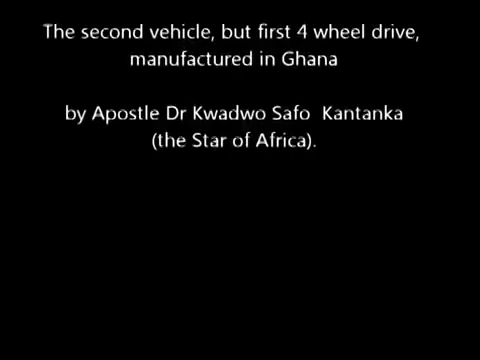 The second vehicle, but first 4 wheel drive,
manufactured in Ghana
by Apostle Dr Kwadwo Safo  Kantanka
(the Star of Africa).